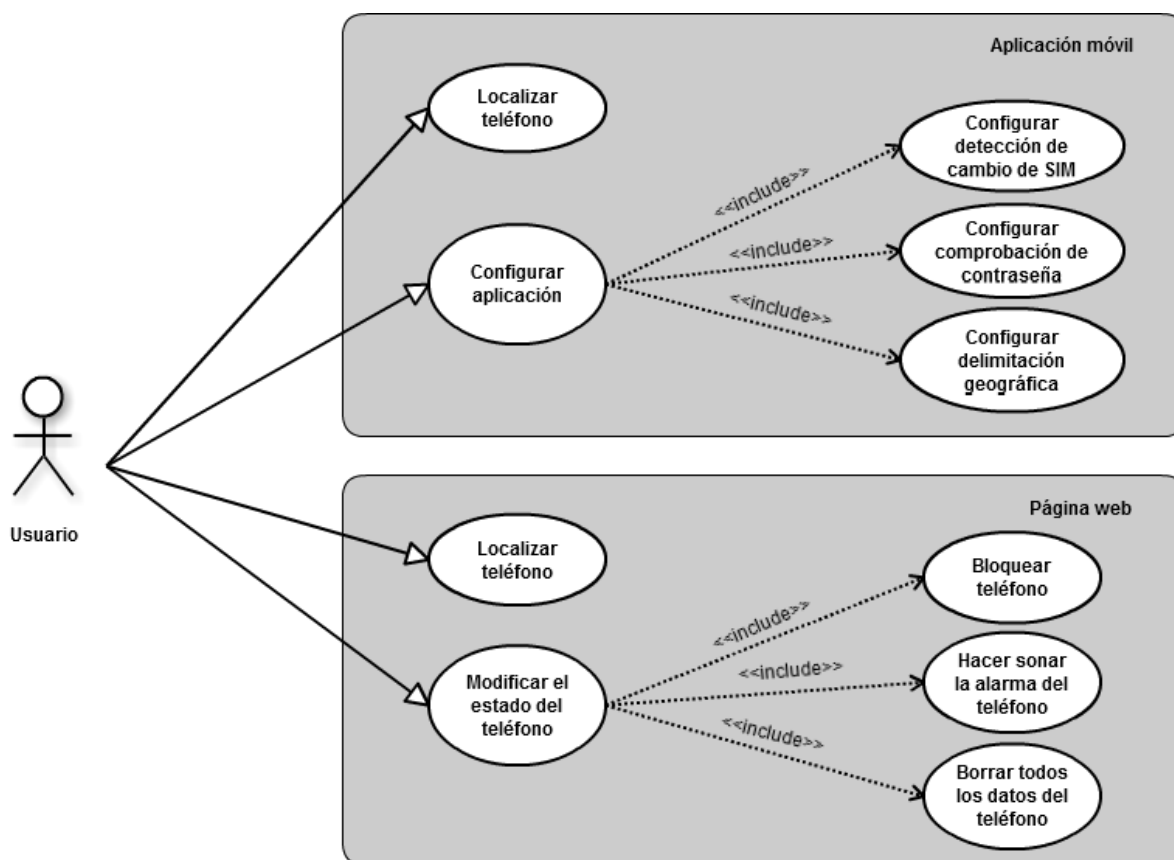 Aplicación móvil
Localizar
teléfono
Configurar
detección de
cambio de SIM
<<include>>
Configurar
aplicación
<<include>>
Configurar
comprobación de
contraseña
<<include>>
Configurar
delimitación
geográfica
Usuario
Página web
Localizar
teléfono
Bloquear
teléfono
<<include>>
Modificar el
estado del
teléfono
<<include>>
Hacer sonar
la alarma del
teléfono
<<include>>
Borrar todos
los datos del
teléfono